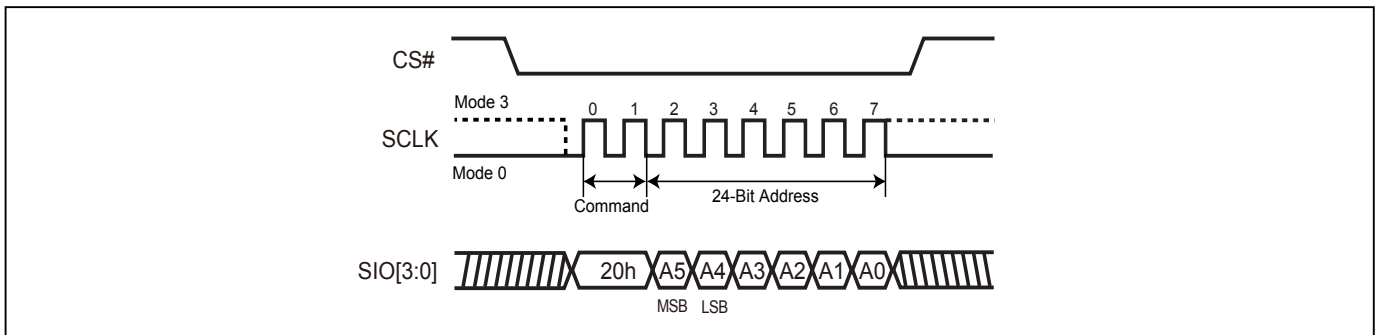 CS#
Mode 3
0 1 2 3 4 5 6 7
SCLK
Mode 0
Command
24-Bit Address
SIO[3:0]
20h A5 A4 A3 A2 A1 A0
MSB LSB